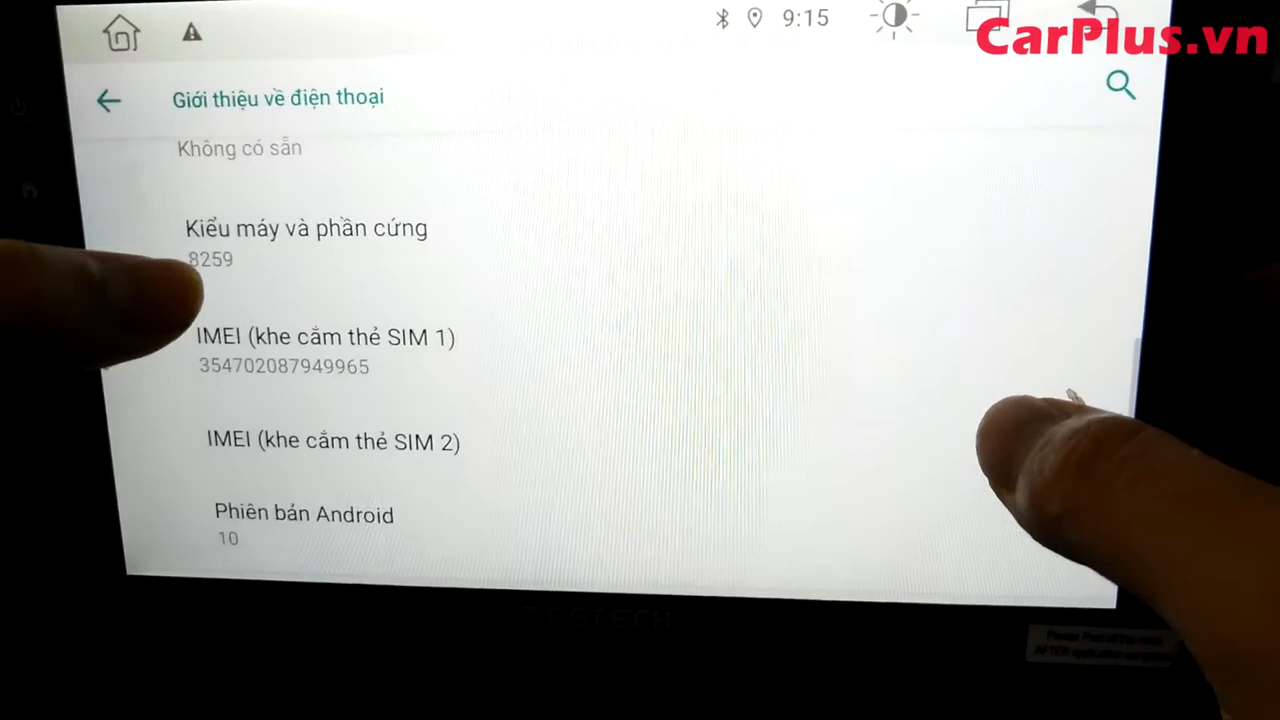 9:15
CarPlus.vn
Giới thiệu về điện thoại
Không có sẵn
Kiểu máy và phần cứng
8259
IMEI (khe cắm thẻ SIM 1)
354702087949965
IMEI (khe cắm thẻ SIM 2)
Phiên bản Android
10
ZESTECH